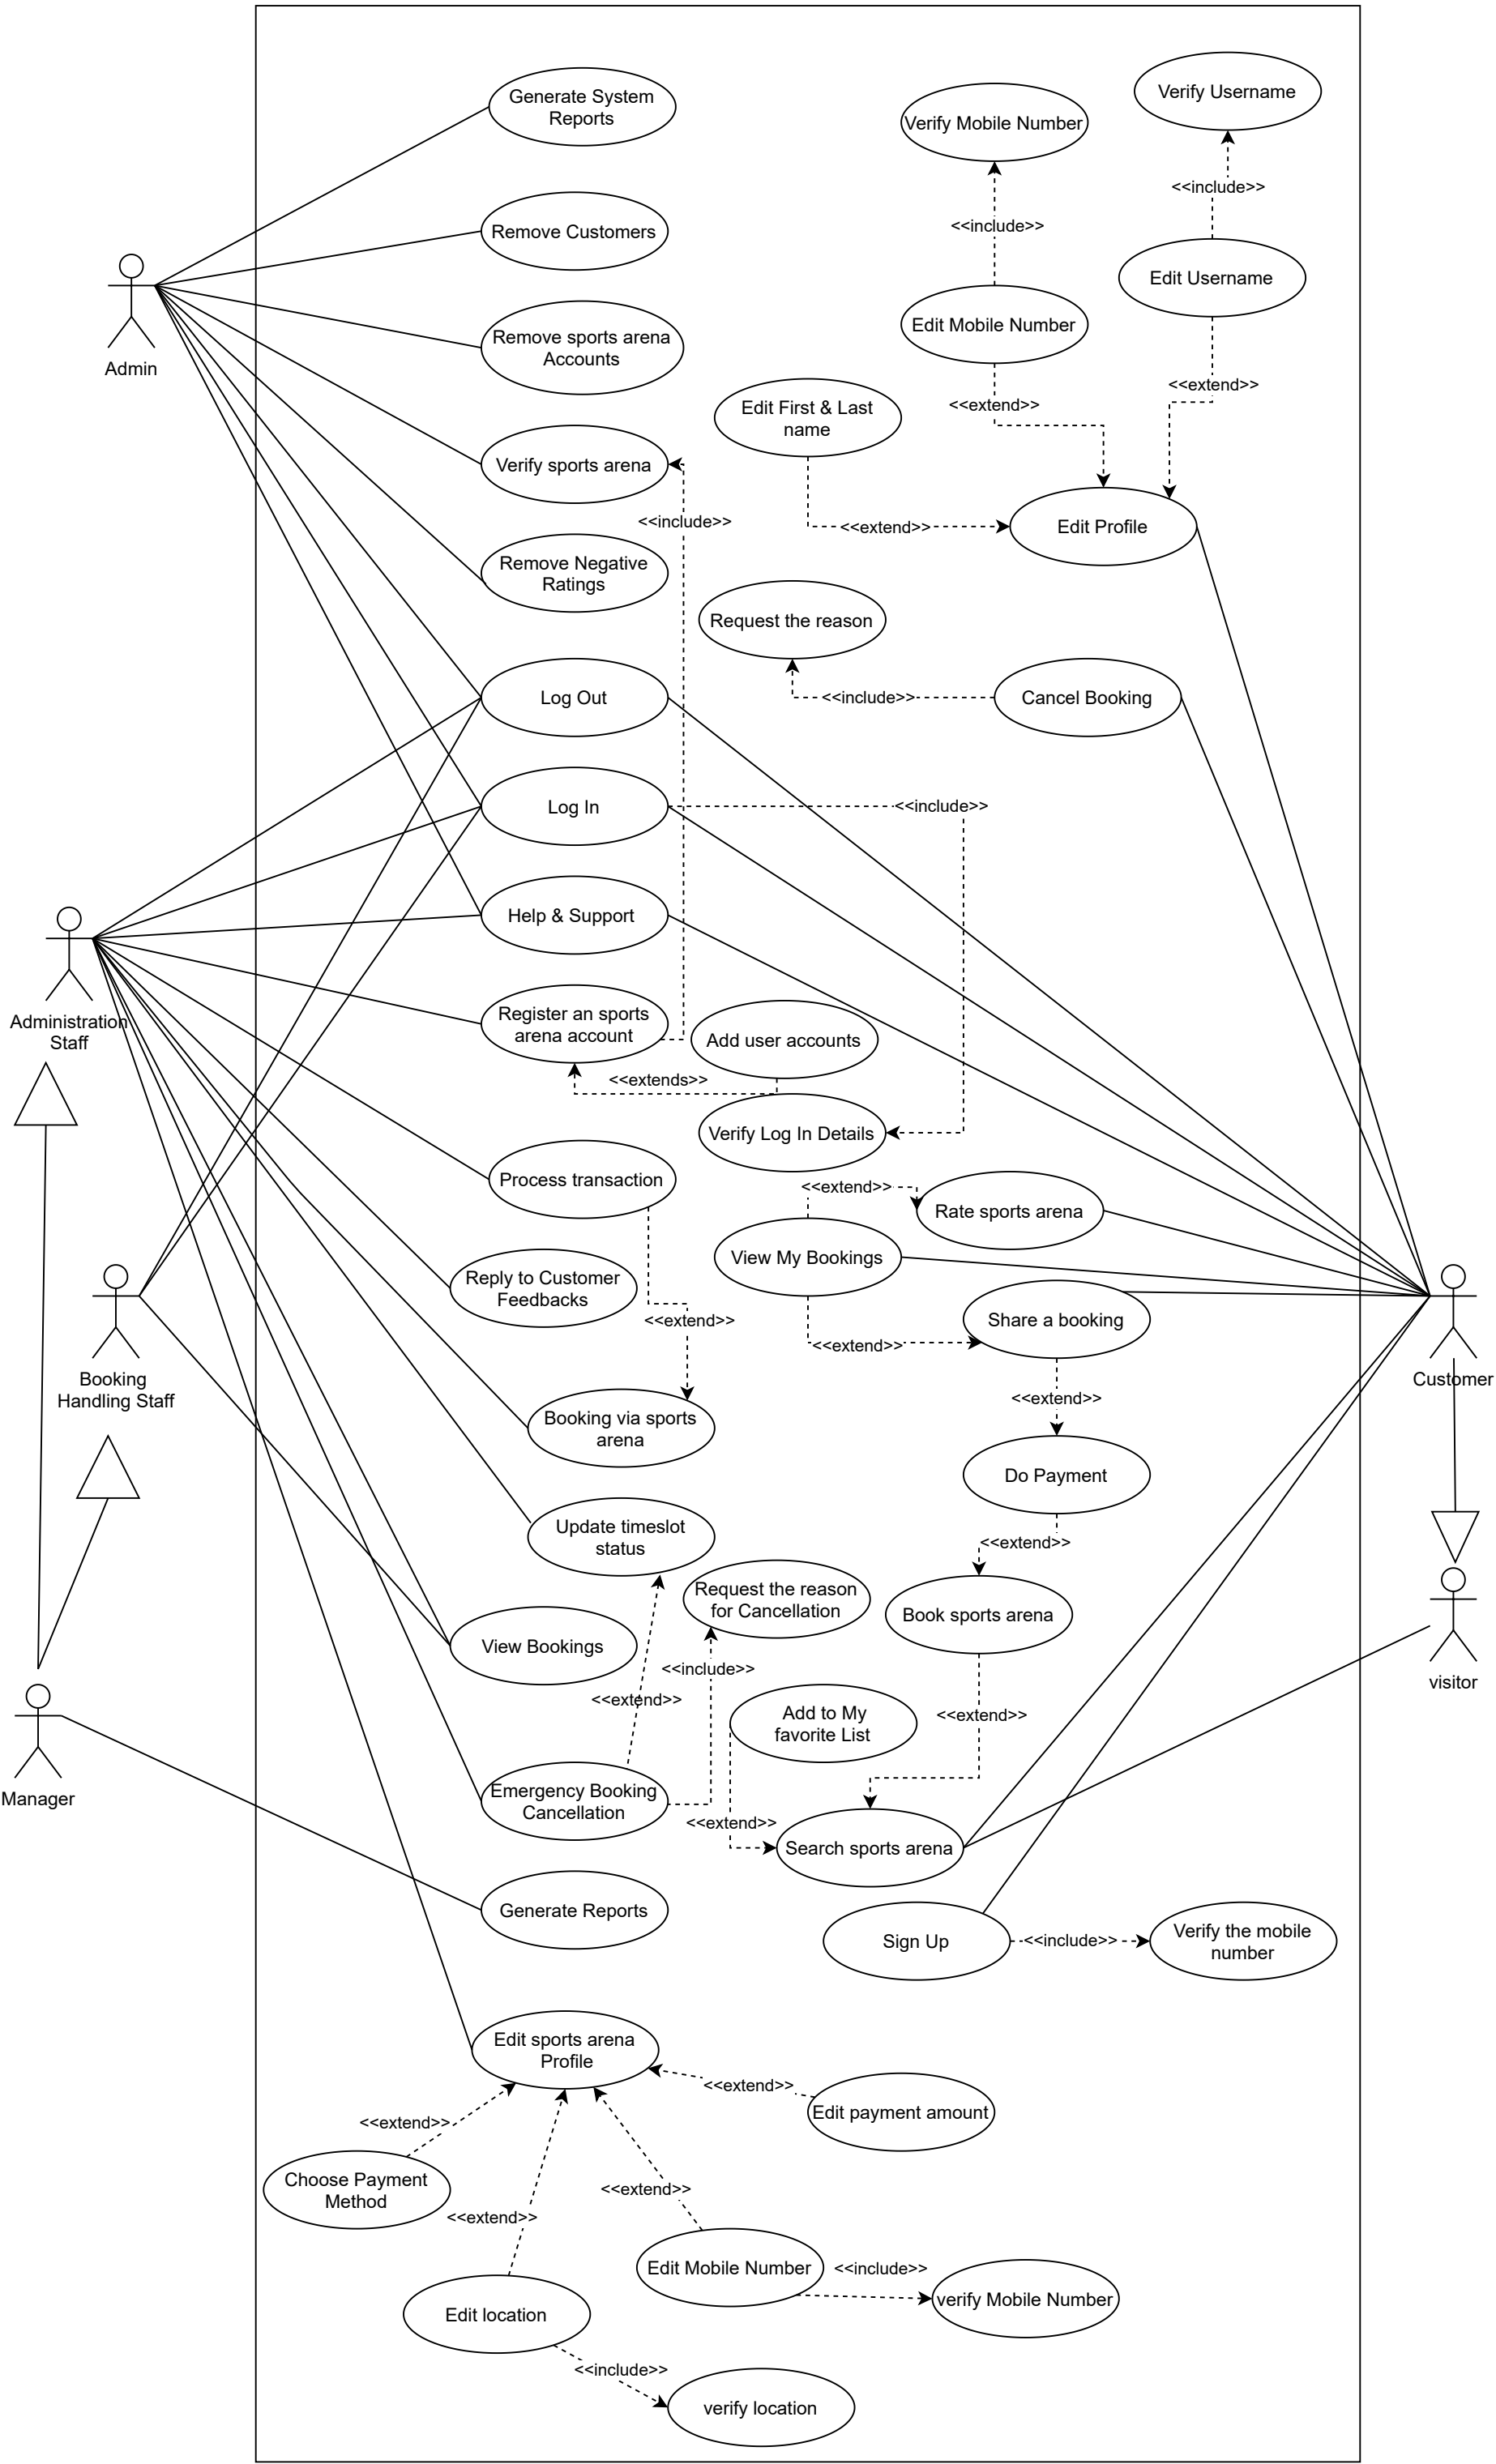 Verify Username
Generate System
Reports
Verify Mobile Number
<<include>>
<<include>>
Remove Customers
Edit Username
Edit Mobile Number
Remove sports arena
Accounts
Admin
<<extend>>
<<extend>>
Edit First & Last
name
Verify sports arena
<<include>>
<<extend>>
Edit Profile
Remove Negative
Ratings
Request the reason
Log Out
<<include>>
Cancel Booking
Log In
<<include>>
Help & Support
Administration
Staff
Register an sports
arena account
Add user accounts
<<extends>>
Verify Log In Details
Process transaction
<<extend>>
Rate sports arena
View My Bookings
Reply to Customer
Feedbacks
<<extend>>
Share a booking
<<extend>>
Booking
Handling Staff
Customer
<<extend>>
Booking via sports
arena
Do Payment
Update timeslot
status
<<extend>>
Request the reason
for Cancellation
Book sports arena
View Bookings
<<include>>
<<extend>>
visitor
Add to My
favorite List
<<extend>>
Manager
Emergency Booking
Cancellation
<<extend>>
Search sports arena
Generate Reports
Sign Up
<<include>>
Verify the mobile
number
Edit sports arena
Profile
<<extend>>
Edit payment amount
<<extend>>
Choose Payment
Method
<<extend>>
<<extend>>
Edit Mobile Number
<<include>>
verify Mobile Number
Edit location
<<include>>
verify location